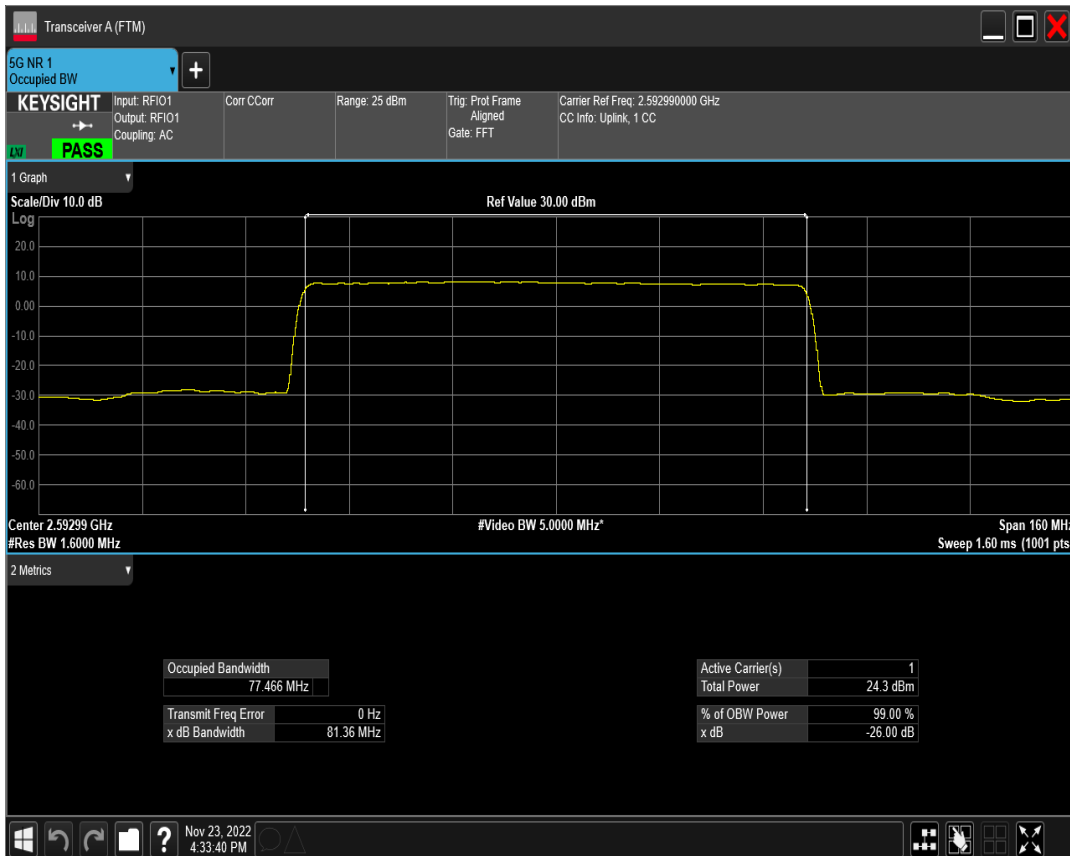 Transceiver A (FTM)
5G NR 1
Occupied BW
+
KEYSIGHT
LXI
PASS
Input: RFIO1
Output: RFIO1
Coupling: AC
Corr CCorr
Range: 25 dBm
Trig: Prot Frame
Aligned
Gate: FFT
Carrier Ref Freq: 2.592990000 GHz
CC Info: Uplink, 1 CC
1 Graph
Scale/Div 10.0 dB
Ref Value 30.00 dBm
Log
20.0
10.0
0.00
-10.0
-20.0
-30.0
-40.0
-50.0
-60.0
Center 2.59299 GHz
#Video BW 5.0000 MHz*
Span 160 MHz
#Res BW 1.6000 MHz
Sweep 1.60 ms (1001 pts
2 Metrics
Occupied Bandwidth
77.466 MHz
Transmit Freq Error 0 Hz
x dB Bandwidth 81.36 MHz
Active Carrier(s) 1
Total Power 24.3 dBm
% of OBW Power 99.00 %
x dB -26.00 dB
?
Nov 23, 2022
4:33:40 PM